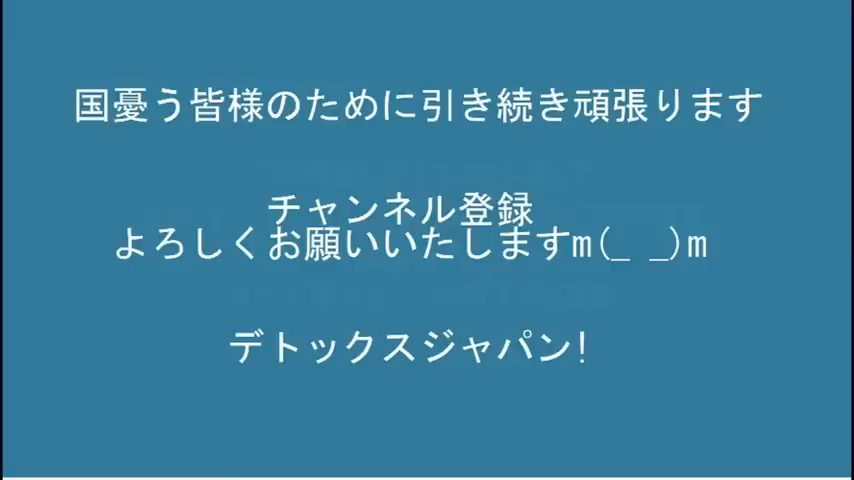 国憂う皆様のために引き続き頑張ります
チャンネル登録
よろしくお願いいたしますm(_ _)m
デトックスジャパン!